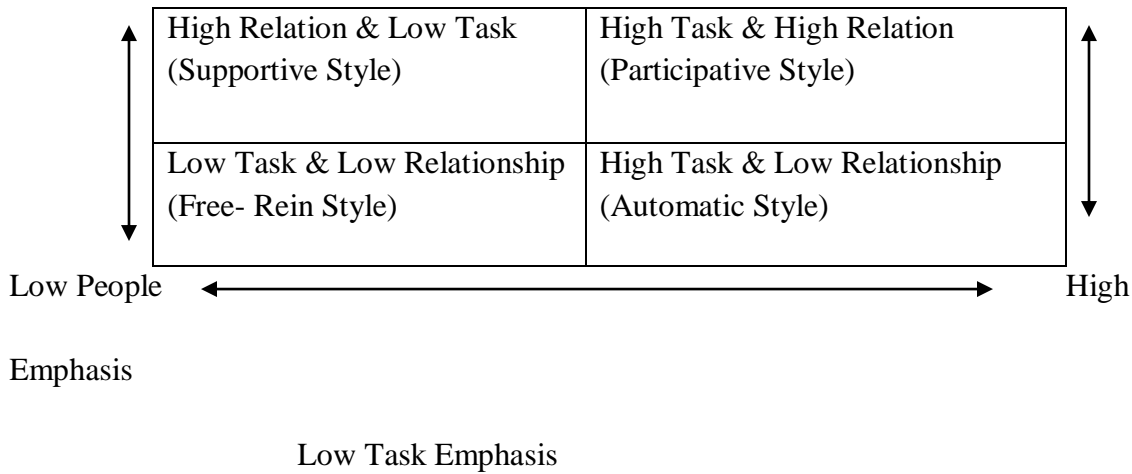 High Relation & Low Task
(Supportive Style)
High Task & High Relation
(Participative Style)
Low Task & Low Relationship
(Free- Rein Style)
High Task & Low Relationship
(Automatic Style)
Low People
High
Emphasis
Low Task Emphasis